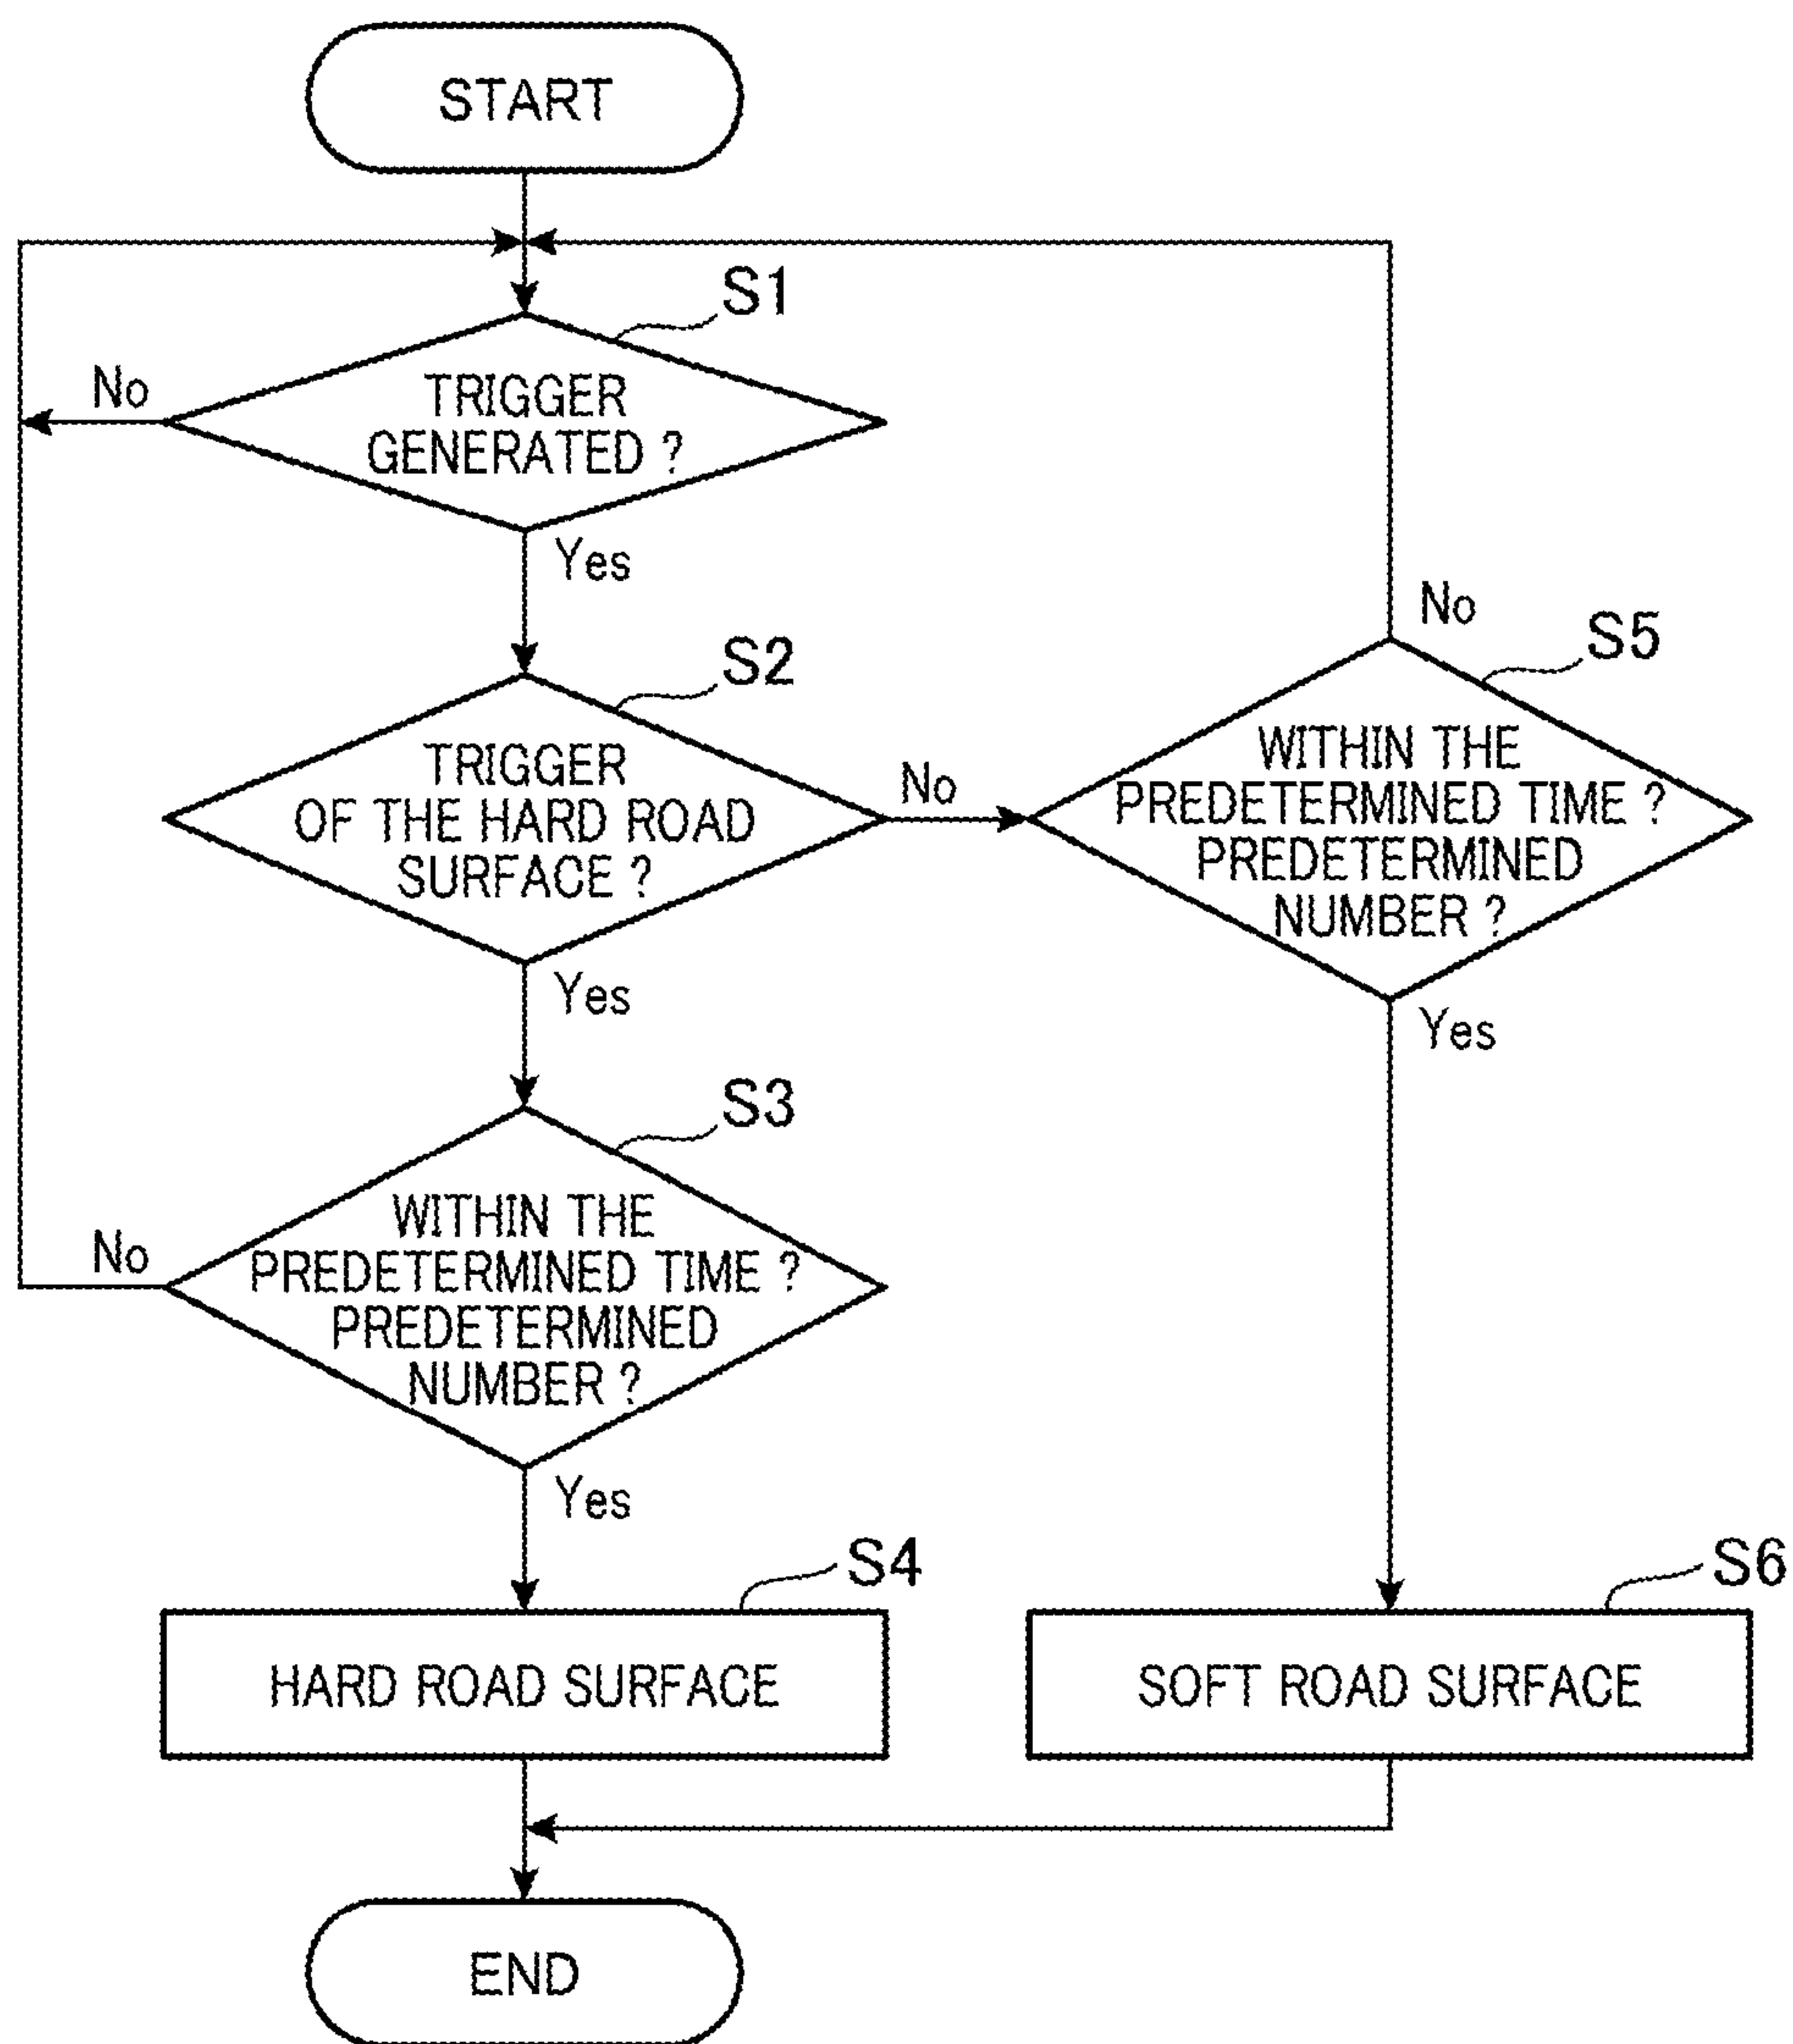 START
S1
TRIGGER
GENERATED ?
No
Yes
S2
TRIGGER
OF THE HARD ROAD
SURFACE ?
No
Yes
S5
No
WITHIN THE
PREDETERMINED TIME ?
PREDETERMINED
NUMBER ?
Yes
S3
WITHIN THE
PREDETERMINED TIME ?
PREDETERMINED
NUMBER ?
No
Yes
S4
HARD ROAD SURFACE
S6
SOFT ROAD SURFACE
END